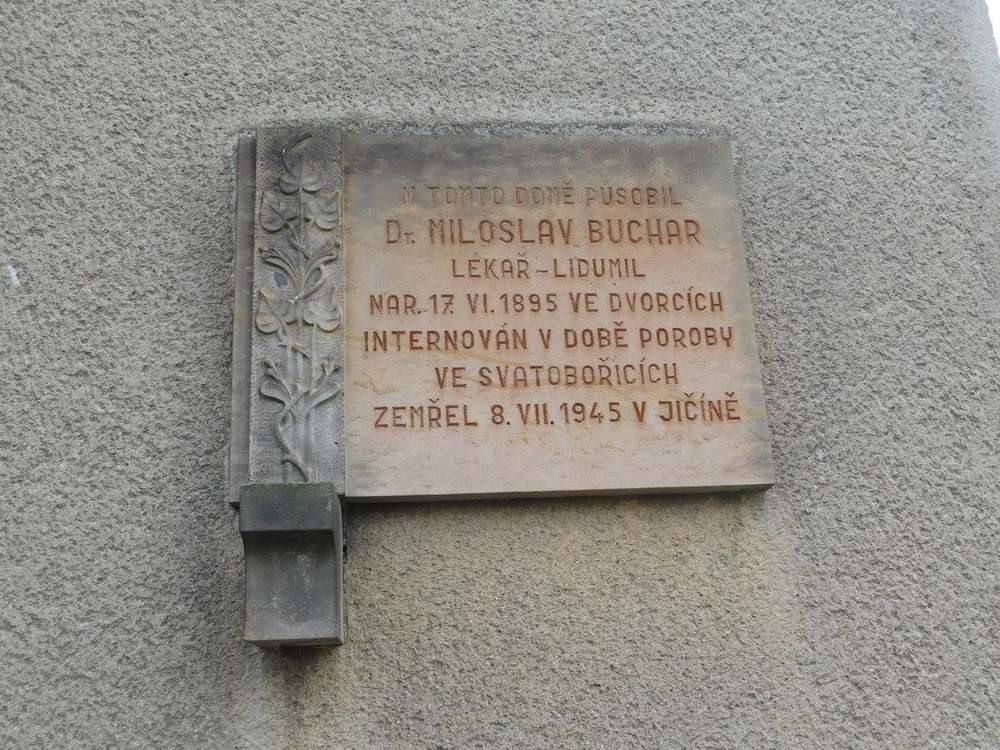 V TOMTO DOMĚ PUSOBIL
Dr. MILOSLAV BUCHAR
LÉKAŘ – LIDUMIL
NAR. 17. VI. 1895 VE DVORCÍCH
INTERNOVÁN V DOBĚ POROBY
VE SVATOBOŘICÍCH
ZEMŘEL 8. VII. 1945 V JIČÍNĚ